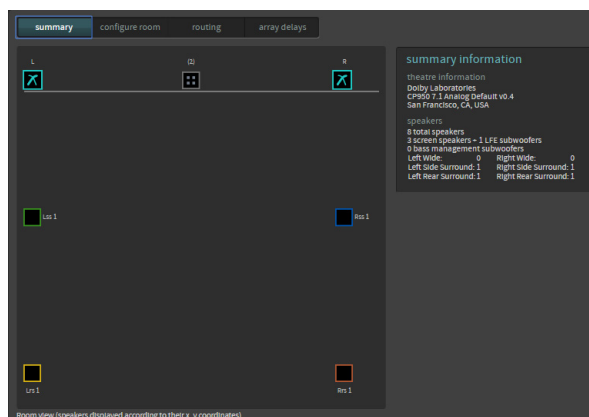 summary configure room routing array delays
L (2) R
summary information
theatre information
Dolby Laboratories
CP950 7.1 Analog Default v0.4
San Francisco, CA, USA
speakers
8 total speakers
3 screen speakers + 1 LFE subwoofers
0 bass management subwoofers
Left Wide: 0 Right Wide: 0
Left Side Surround: 1 Right Side Surround: 1
Left Rear Surround: 1 Right Rear Surround: 1
Lss 1 Rss 1
Lrs 1 Rrs 1
Room view (speakers displayed according to their x, y coordinates)